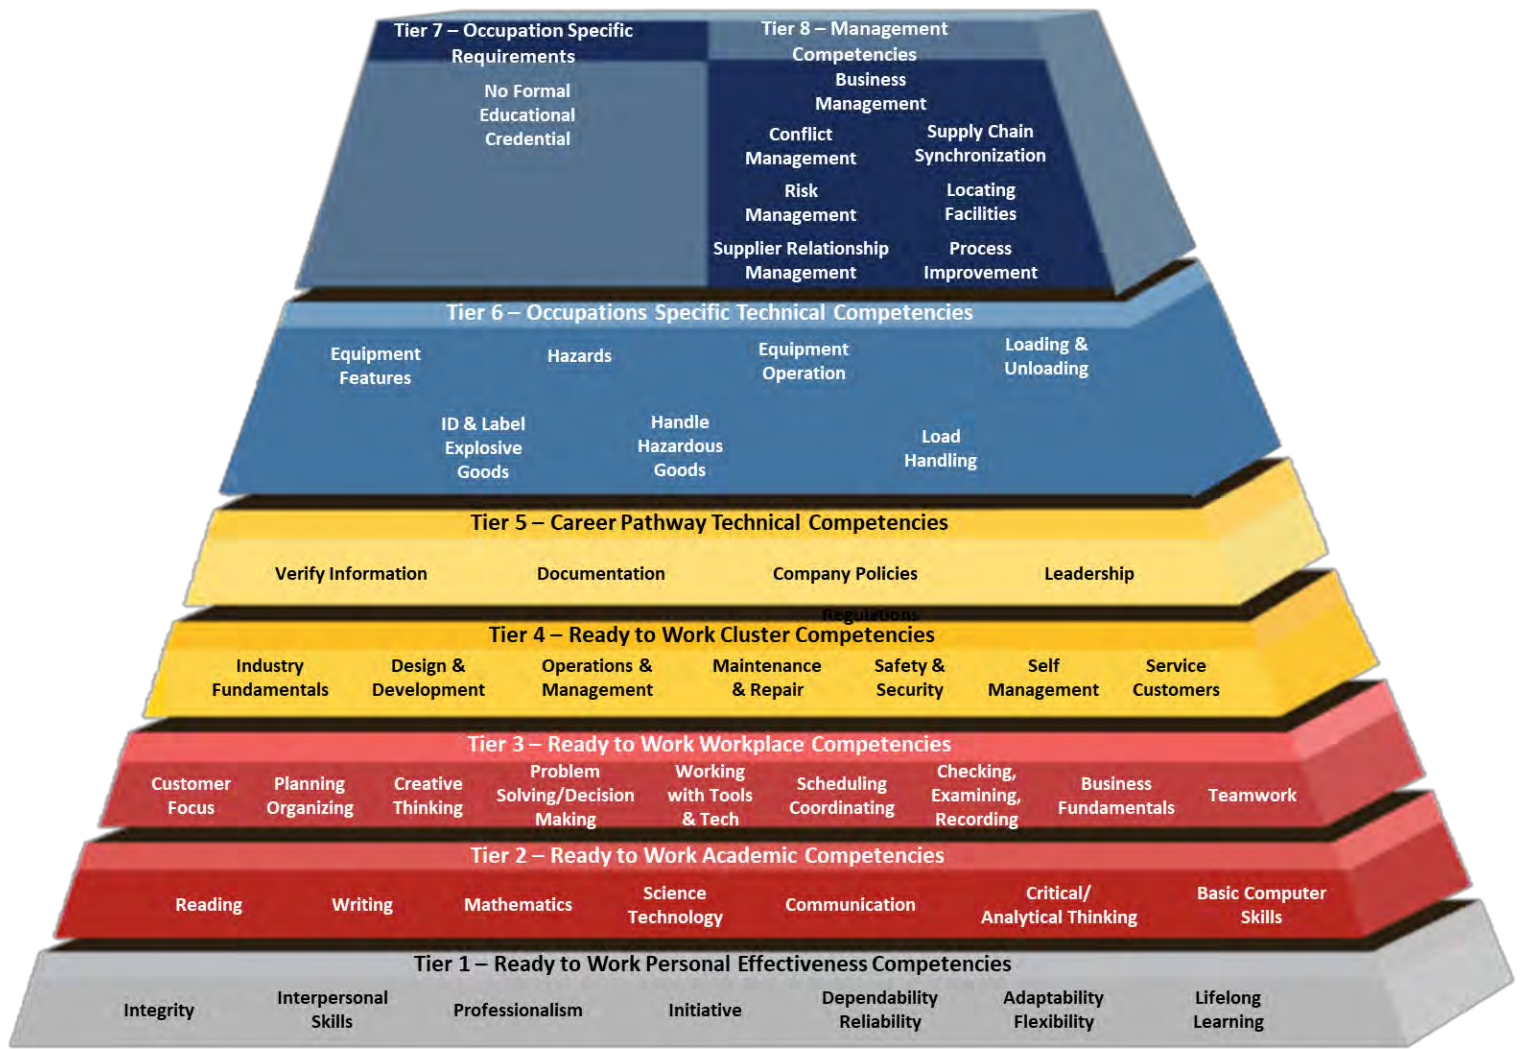 Tier 7 – Occupation Specific
Requirements
No Formal
Educational
Credential
Tier 8 – Management
Competencies
Business
Management
Conflict
Management
Supply Chain
Synchronization
Risk
Management
Locating
Facilities
Supplier Relationship
Management
Process
Improvement
Tier 6 – Occupations Specific Technical Competencies
Equipment
Features
Hazards
Equipment
Operation
Loading &
Unloading
ID & Label
Explosive
Goods
Handle
Hazardous
Goods
Load
Handling
Tier 5 – Career Pathway Technical Competencies
Verify Information
Documentation
Company Policies
Leadership
Regulations
Tier 4 – Ready to Work Cluster Competencies
Industry
Fundamentals
Design &
Development
Operations &
Management
Maintenance
& Repair
Safety &
Security
Self
Management
Service
Customers
Tier 3 – Ready to Work Workplace Competencies
Customer
Focus
Planning
Organizing
Creative
Thinking
Problem
Solving/Decision
Making
Working
with Tools
& Tech
Scheduling
Coordinating
Checking,
Examining,
Recording
Business
Fundamentals
Teamwork
Tier 2 – Ready to Work Academic Competencies
Reading
Writing
Mathematics
Science
Technology
Communication
Critical/
Analytical Thinking
Basic Computer
Skills
Tier 1 – Ready to Work Personal Effectiveness Competencies
Integrity
Interpersonal
Skills
Professionalism
Initiative
Dependability
Reliability
Adaptability
Flexibility
Lifelong
Learning